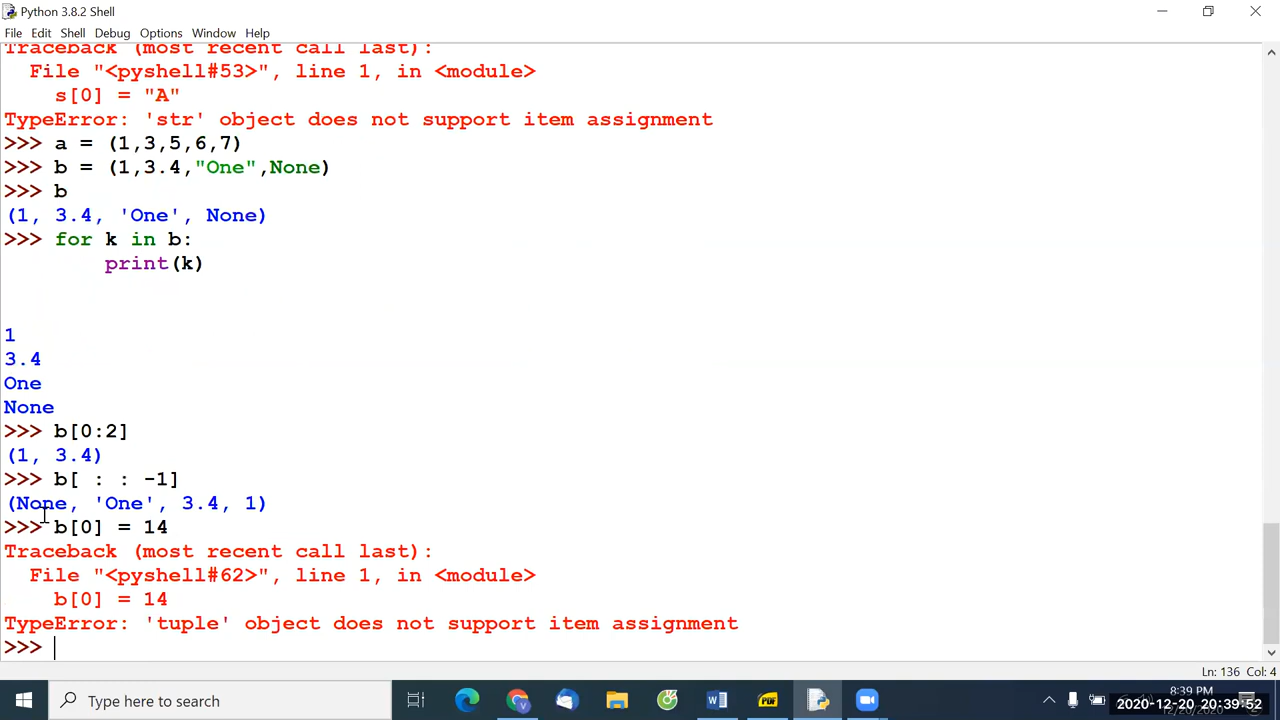 Python 3.8.2 Shell
File Edit Shell Debug Options Window Help
Traceback (most recent call last):
  File "<pyshell#53>", line 1, in <module>
    s[0] = "A"
TypeError: 'str' object does not support item assignment
>>> a = (1,3,5,6,7)
>>> b = (1,3.4,"One",None)
>>> b
(1, 3.4, 'One', None)
>>> for k in b:
        print(k)
1
3.4
One
None
>>> b[0:2]
(1, 3.4)
>>> b[ : : -1]
(None, 'One', 3.4, 1)
>>> b[0] = 14
Traceback (most recent call last):
  File "<pyshell#62>", line 1, in <module>
    b[0] = 14
TypeError: 'tuple' object does not support item assignment
>>>
Ln: 136 Col: 4
Type here to search
8:39 PM
2020-12-20 20:39:52